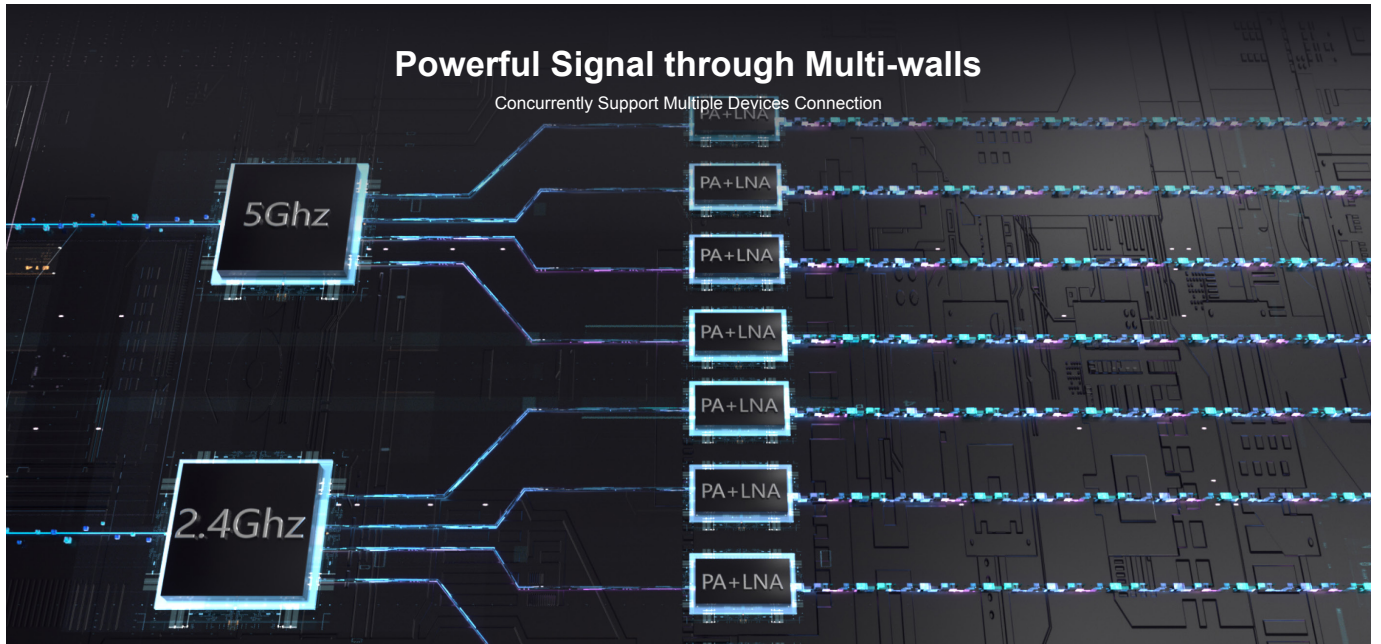 Powerful Signal through Multi-walls
Concurrently Support Multiple Devices Connection
PA+LNA
5Ghz
PA+LNA
PA+LNA
PA+LNA
PA+LNA
2.4Ghz
PA+LNA
PA+LNA